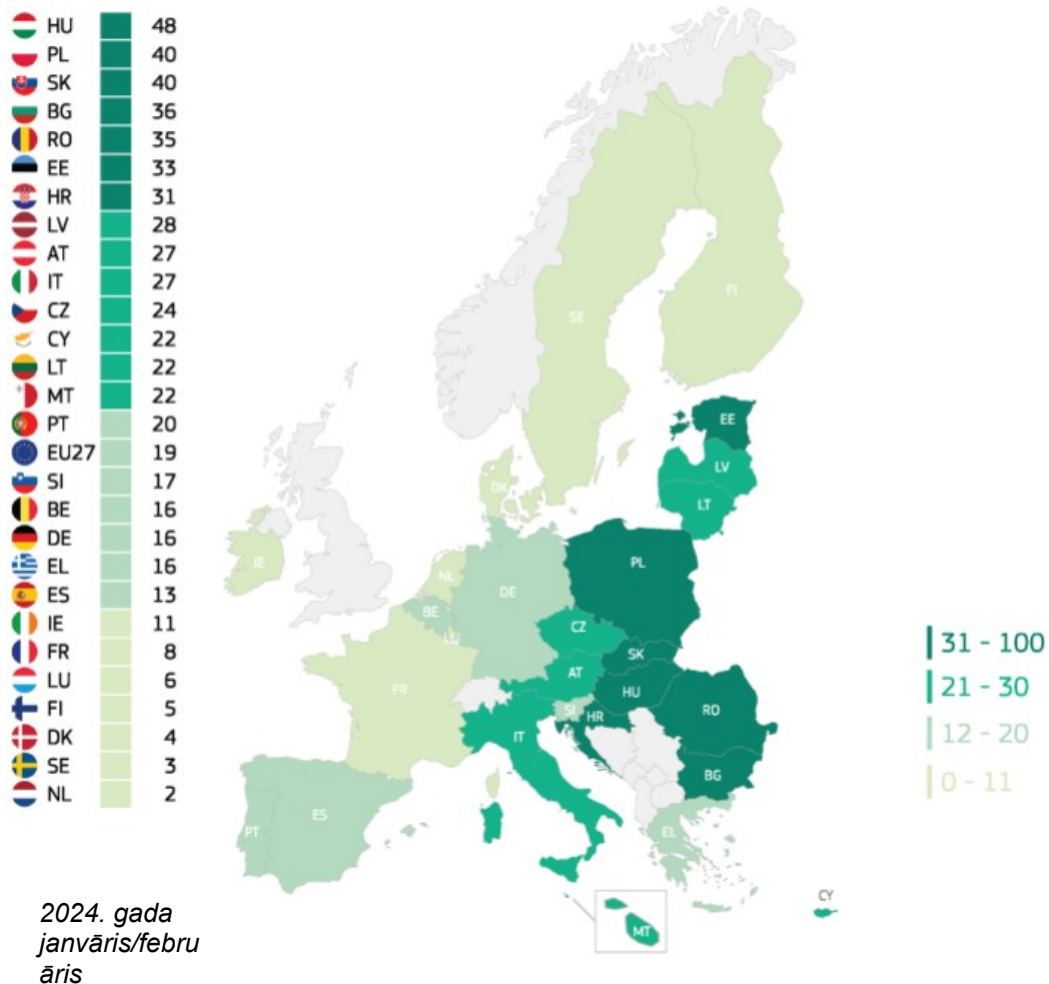 HU 48
PL 40
SK 40
BG 36
RO 35
EE 33
HR 31
LV 28
AT 27
IT 27
CZ 24
CY 22
LT 22
MT 22
PT 20
EU27 19
SI 17
BE 16
DE 16
EL 16
ES 13
IE 11
FR 8
LU 6
FI 5
DK 4
SE 3
NL 2
2024. gada
janvāris/febru
āris
FI
SE
EE
LV
LT
DK
IE
NL
PL
DE
BE
LU
CZ
SK
AT
HU
FR
RO
SI
HR
IT
BG
ES
PT
EL
CY
MT
31 - 100
21 - 30
12 - 20
0 - 11